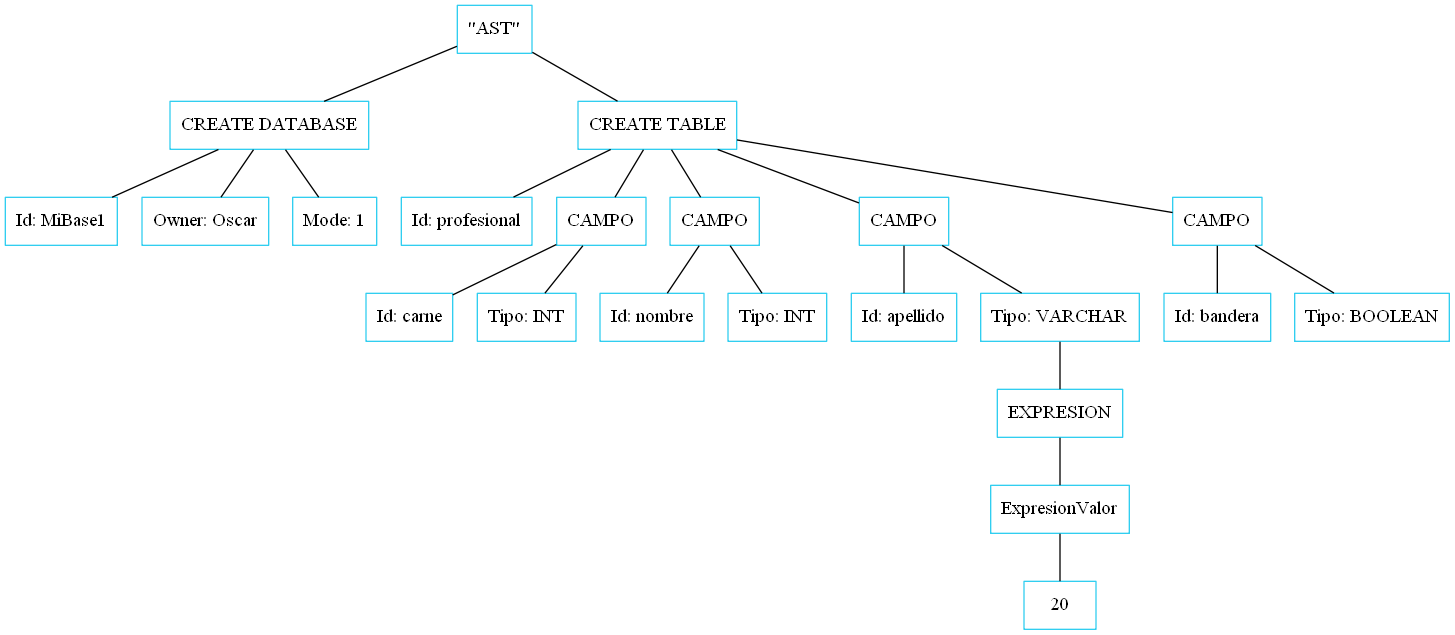 "AST"
CREATE DATABASE
CREATE TABLE
Id: MiBase1
Owner: Oscar
Mode: 1
Id: profesional
CAMPO
CAMPO
CAMPO
CAMPO
Id: carne
Tipo: INT
Id: nombre
Tipo: INT
Id: apellido
Tipo: VARCHAR
Id: bandera
Tipo: BOOLEAN
EXPRESION
ExpresionValor
20